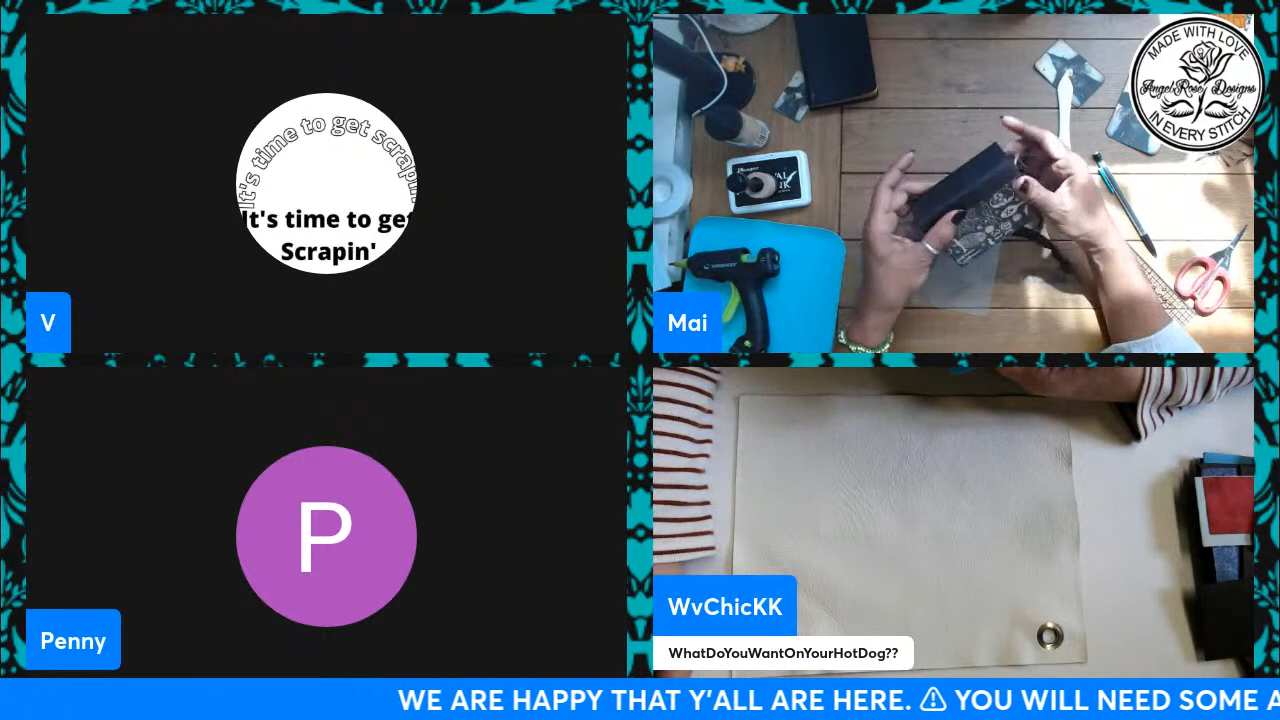 It's time to get scrapin'
It's time to get
Scrapin'
V
MADE WITH LOVE
AngelRose Designs
IN EVERY STITCH
Mai
Penny
WvChicKK
WhatDoYouWantOnYourHotDog??
WE ARE HAPPY THAT Y'ALL ARE HERE. ⚠ YOU WILL NEED SOME A